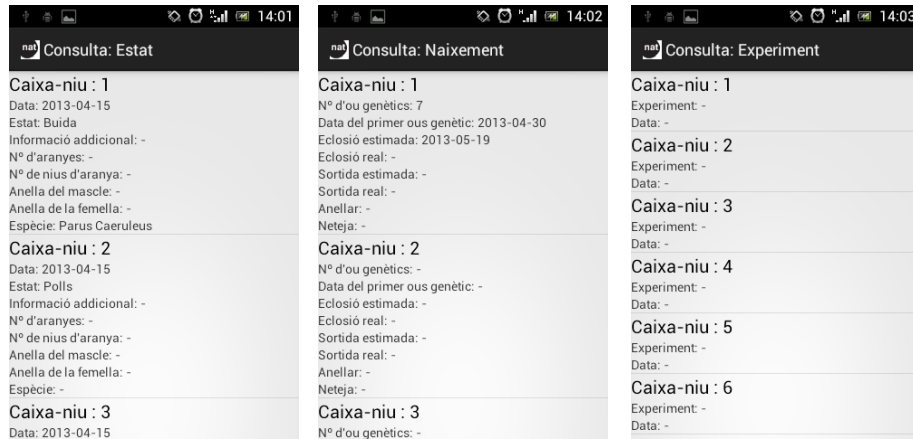 14:01
nat Consulta: Estat
Caixa-niu : 1
Data: 2013-04-15
Estat: Buida
Informació addicional: -
Nº d'aranyes: -
Nº de nius d'aranya: -
Anella del mascle: -
Anella de la femella: -
Espècie: Parus Caeruleus
Caixa-niu : 2
Data: 2013-04-15
Estat: Polls
Informació addicional: -
Nº d'aranyes: -
Nº de nius d'aranya: -
Anella del mascle: -
Anella de la femella: -
Espècie: -
Caixa-niu : 3
Data: 2013-04-15
14:02
nat Consulta: Naixement
Caixa-niu : 1
Nº d'ou genètics: 7
Data del primer ous genètic: 2013-04-30
Eclosió estimada: 2013-05-19
Eclosió real: -
Sortida estimada: -
Sortida real: -
Anellar: -
Neteja: -
Caixa-niu : 2
Nº d'ou genètics: -
Data del primer ous genètic: -
Eclosió estimada: -
Eclosió real: -
Sortida estimada: -
Sortida real: -
Anellar: -
Neteja: -
Caixa-niu : 3
Nº d'ou genètics: -
14:03
nat Consulta: Experiment
Caixa-niu : 1
Experiment: -
Data: -
Caixa-niu : 2
Experiment: -
Data: -
Caixa-niu : 3
Experiment: -
Data: -
Caixa-niu : 4
Experiment: -
Data: -
Caixa-niu : 5
Experiment: -
Data: -
Caixa-niu : 6
Experiment: -
Data: -